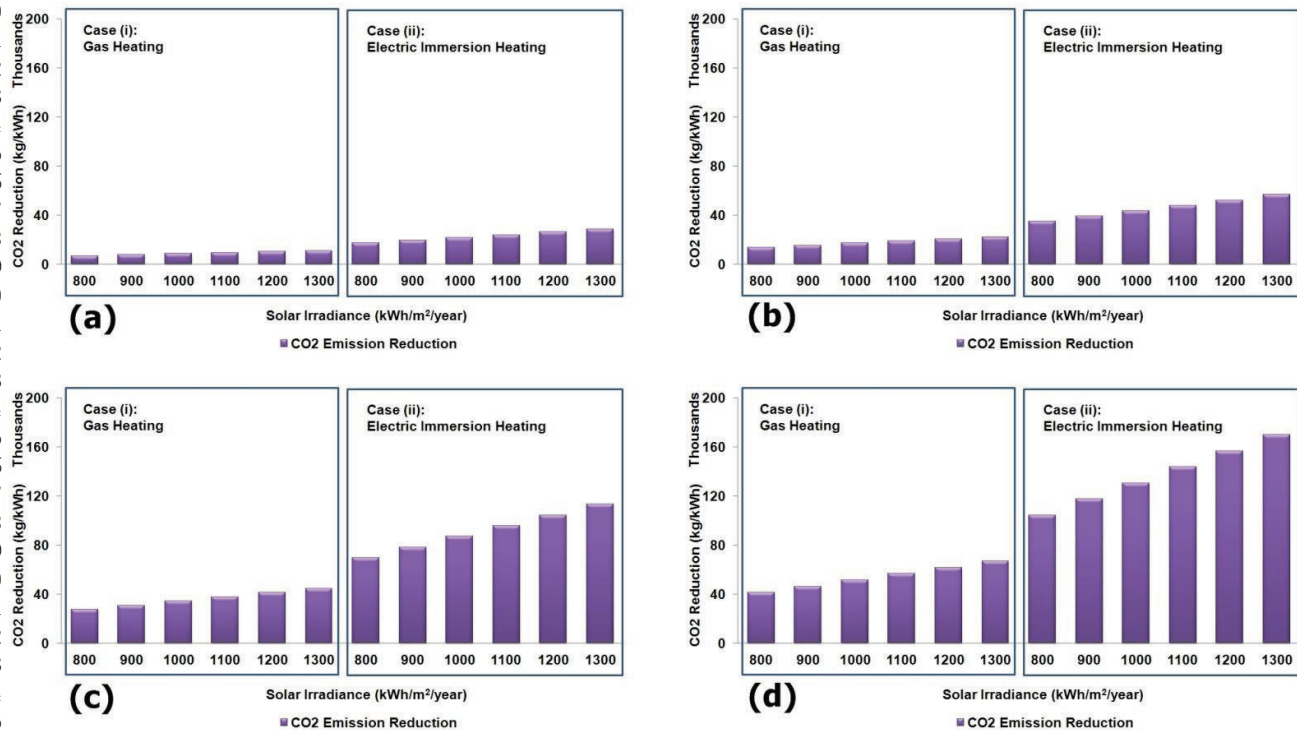 CO2 Reduction (kg/kWh) Thousands
200
160
120
80
40
0
Case (i):
Gas Heating
Case (ii):
Electric Immersion Heating
800 900 1000 1100 1200 1300 800 900 1000 1100 1200 1300
(a)
Solar Irradiance (kWh/m²/year)
CO2 Emission Reduction
CO2 Reduction (kg/kWh) Thousands
200
160
120
80
40
0
Case (i):
Gas Heating
Case (ii):
Electric Immersion Heating
800 900 1000 1100 1200 1300 800 900 1000 1100 1200 1300
(b)
Solar Irradiance (kWh/m²/year)
CO2 Emission Reduction
CO2 Reduction (kg/kWh) Thousands
200
160
120
80
40
0
Case (i):
Gas Heating
Case (ii):
Electric Immersion Heating
800 900 1000 1100 1200 1300 800 900 1000 1100 1200 1300
(c)
Solar Irradiance (kWh/m²/year)
CO2 Emission Reduction
CO2 Reduction (kg/kWh) Thousands
200
160
120
80
40
0
Case (i):
Gas Heating
Case (ii):
Electric Immersion Heating
800 900 1000 1100 1200 1300 800 900 1000 1100 1200 1300
(d)
Solar Irradiance (kWh/m²/year)
CO2 Emission Reduction